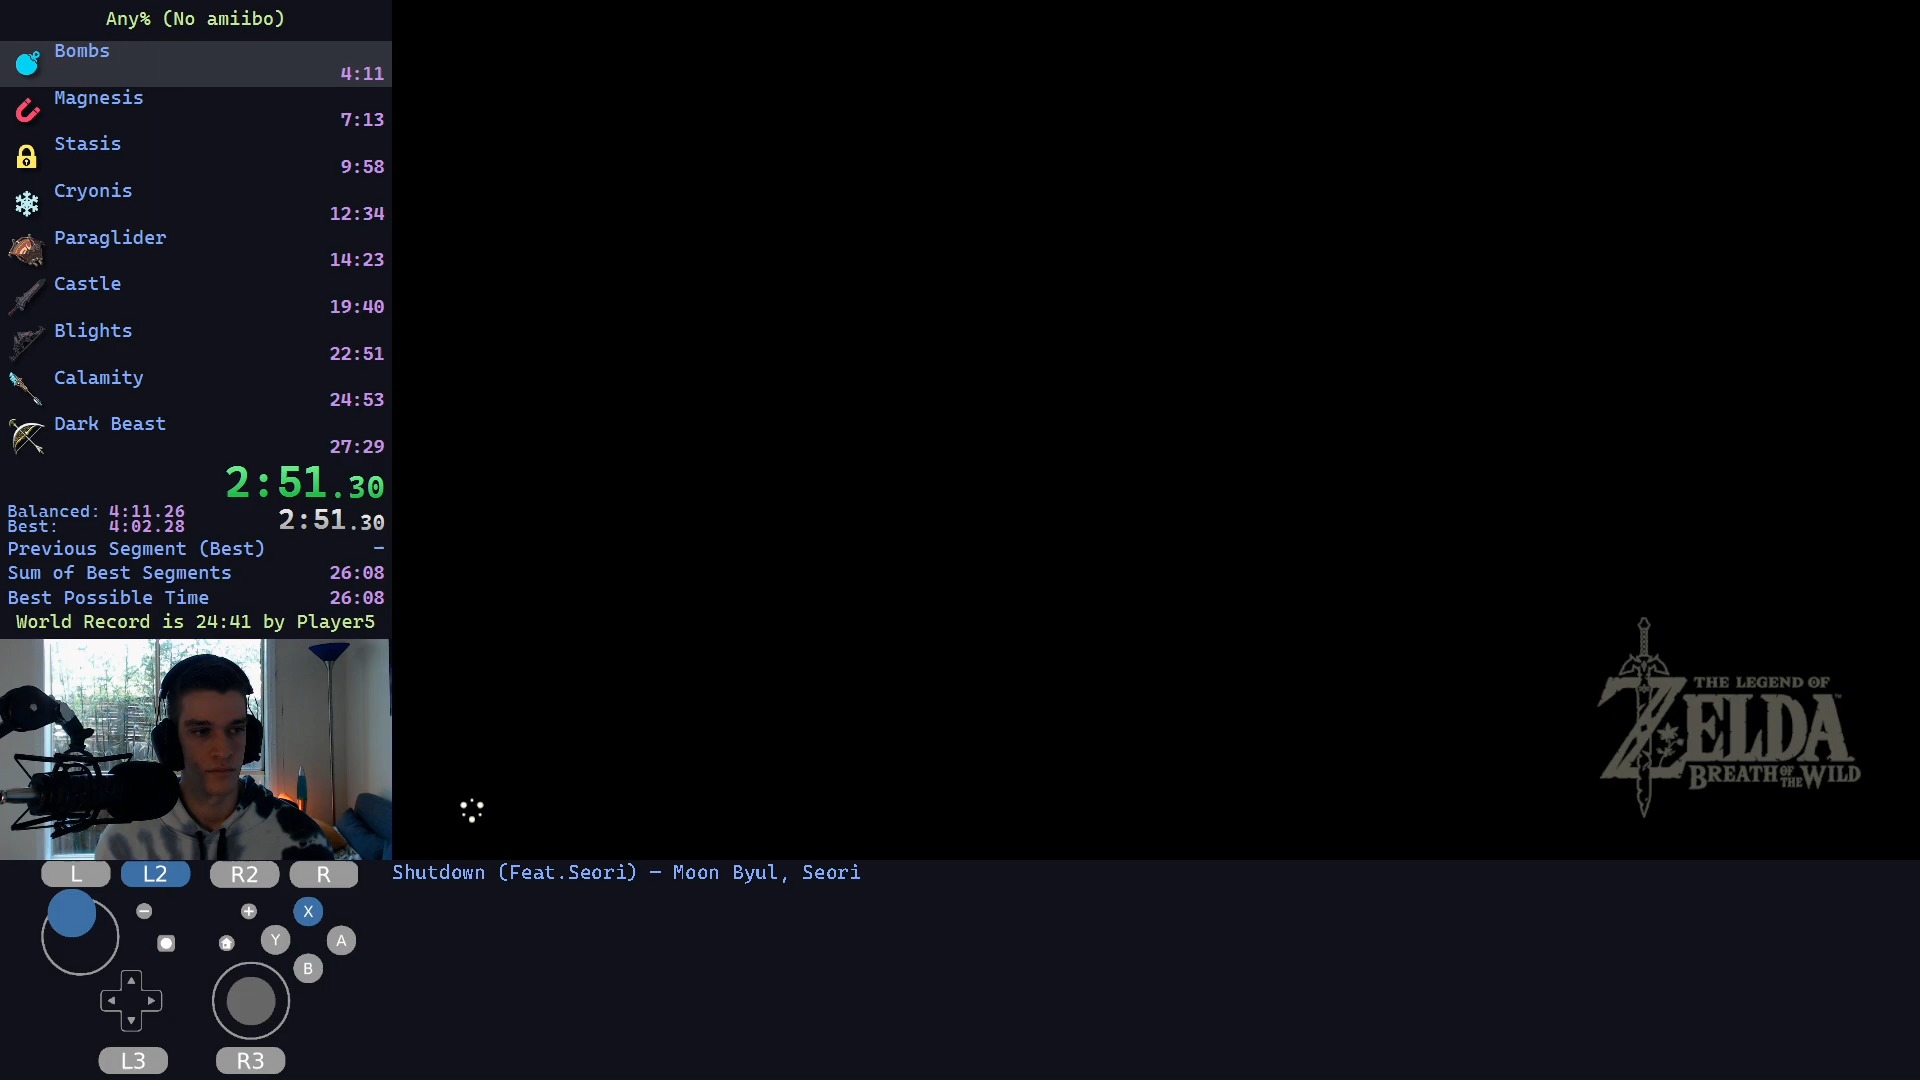 Any% (No amiibo)
Bombs
4:11
Magnesis
7:13
Stasis
9:58
Cryonis
12:34
Paraglider
14:23
Castle
19:40
Blights
22:51
Calamity
24:53
Dark Beast
27:29
2:51.30
Balanced: 4:11.26
Best: 4:02.28
2:51.30
Previous Segment (Best) –
Sum of Best Segments 26:08
Best Possible Time 26:08
World Record is 24:41 by Player5
THE LEGEND OF
ZELDA™
BREATH OF THE WILD
Shutdown (Feat.Seori) – Moon Byul, Seori
L L2 R2 R
X
Y A
B
L3 R3